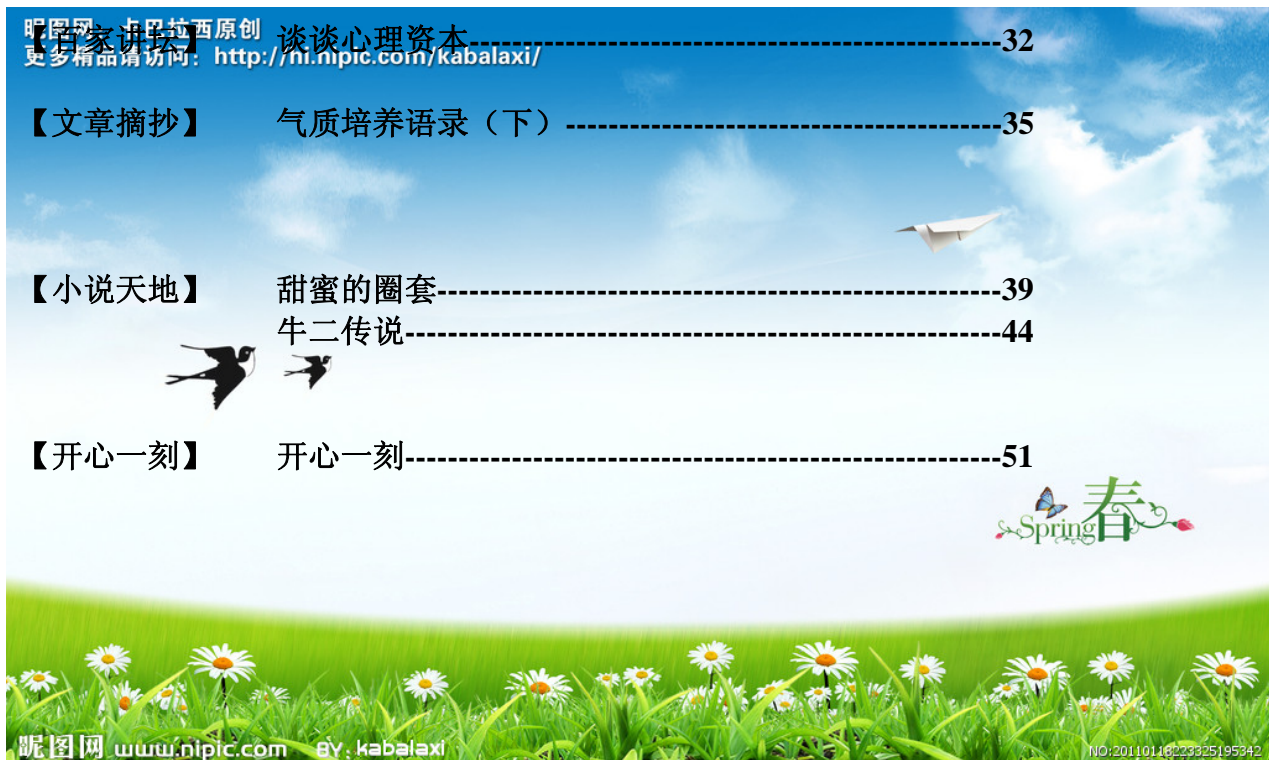 昵图网 卡巴拉西原创
【百家讲坛】 谈谈心理资本--------------------------------------------------32
更多精品请访问：http://ni.nipic.com/kabalaxi/
【文章摘抄】 气质培养语录（下）-----------------------------------------35
【小说天地】 甜蜜的圈套-----------------------------------------------------39
牛二传说--------------------------------------------------------44
【开心一刻】 开心一刻--------------------------------------------------------51
Spring春
昵图网 www.nipic.com BY：kabalaxi
NO:20110118223325195342